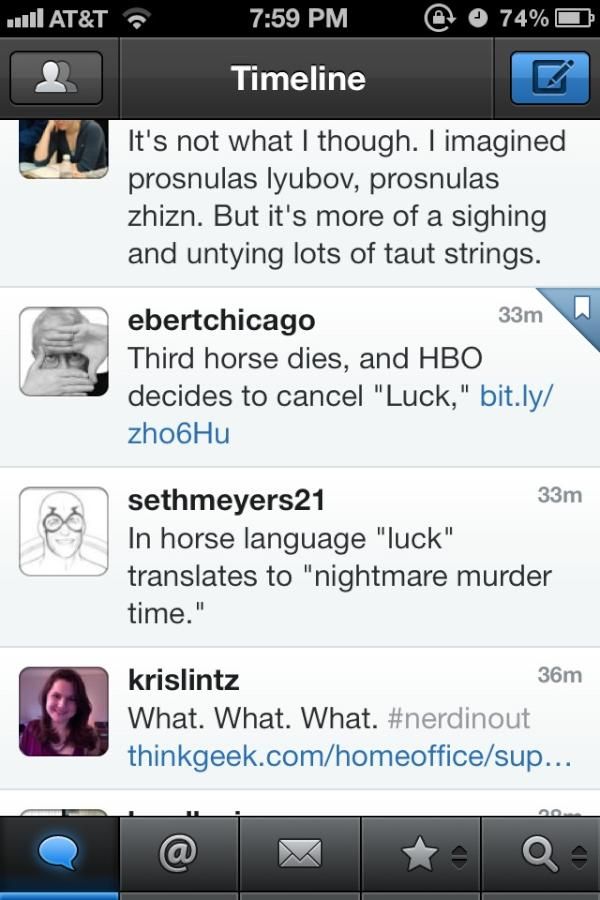 AT&T 7:59 PM 74%
Timeline
It's not what I though. I imagined
prosnulas lyubov, prosnulas
zhizn. But it's more of a sighing
and untying lots of taut strings.
ebertchicago 33m
Third horse dies, and HBO
decides to cancel "Luck," bit.ly/
zho6Hu
sethmeyers21 33m
In horse language "luck"
translates to "nightmare murder
time."
krislintz 36m
What. What. What. #nerdinout
thinkgeek.com/homeoffice/sup...
@